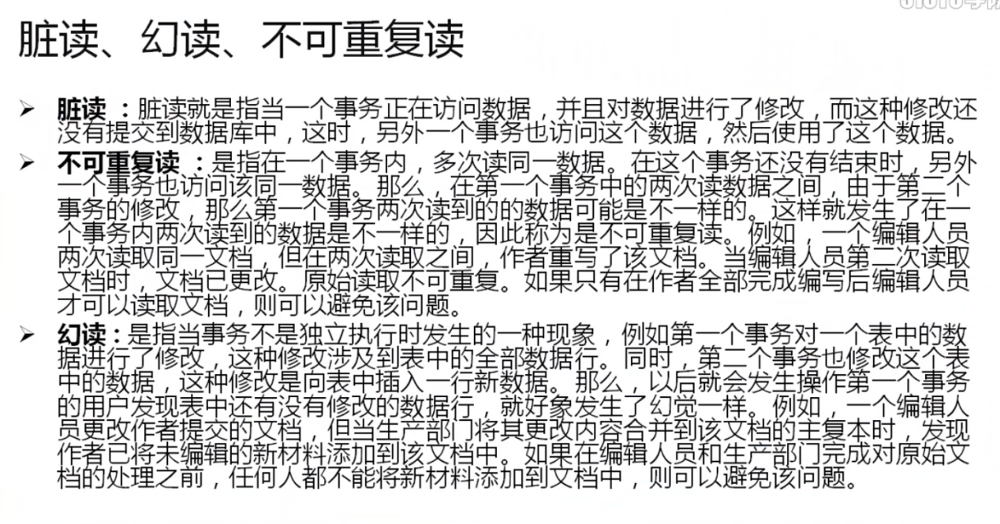 脏读、幻读、不可重复读
➢ 脏读 ：脏读就是指当一个事务正在访问数据，并且对数据进行了修改，而这种修改还
没有提交到数据库中，这时，另外一个事务也访问这个数据，然后使用了这个数据。
➢ 不可重复读 ：是指在一个事务内，多次读同一数据。在这个事务还没有结束时，另外
一个事务也访问该同一数据。那么，在第一个事务中的两次读数据之间，由于第二个
事务的修改，那么第一个事务两次读到的的数据可能是不一样的。这样就发生了在一
个事务内两次读到的数据是不一样的，因此称为是不可重复读。例如，一个编辑人员
两次读取同一文档，但在两次读取之间，作者重写了该文档。当编辑人员第二次读取
文档时，文档已更改。原始读取不可重复。如果只有在作者全部完成编写后编辑人员
才可以读取文档，则可以避免该问题。
➢ 幻读：是指当事务不是独立执行时发生的一种现象，例如第一个事务对一个表中的数
据进行了修改，这种修改涉及到表中的全部数据行。同时，第二个事务也修改这个表
中的数据，这种修改是向表中插入一行新数据。那么，以后就会发生操作第一个事务
的用户发现表中还有没有修改的数据行，就好象发生了幻觉一样。例如，一个编辑人
员更改作者提交的文档，但当生产部门将其更改内容合并到该文档的主复本时，发现
作者已将未编辑的新材料添加到该文档中。如果在编辑人员和生产部门完成对原始文
档的处理之前，任何人都不能将新材料添加到文档中，则可以避免该问题。